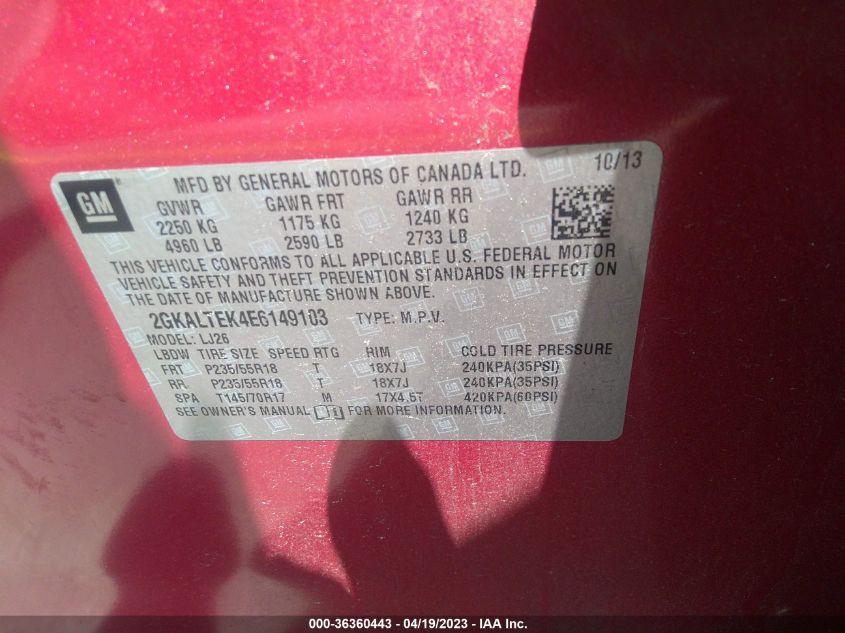 10/13
GM
MFD BY GENERAL MOTORS OF CANADA LTD.
GVWR GAWR FRT GAWR RR
2250 KG 1175 KG 1240 KG
4960 LB 2590 LB 2733 LB
THIS VEHICLE CONFORMS TO ALL APPLICABLE U.S. FEDERAL MOTOR
VEHICLE SAFETY AND THEFT PREVENTION STANDARDS IN EFFECT ON
THE DATE OF MANUFACTURE SHOWN ABOVE.
2GKALTEK4E6149103 TYPE: M.P.V.
MODEL: LJ26
LBDW TIRE SIZE SPEED RTG RIM COLD TIRE PRESSURE
FRT P235/55R18 T 18X7J 240KPA(35PSI)
RR P235/55R18 T 18X7J 240KPA(35PSI)
SPA T145/70R17 M 17X4.5T 420KPA(60PSI)
SEE OWNER'S MANUAL FOR MORE INFORMATION.
000-36360443 - 04/19/2023 - IAA Inc.